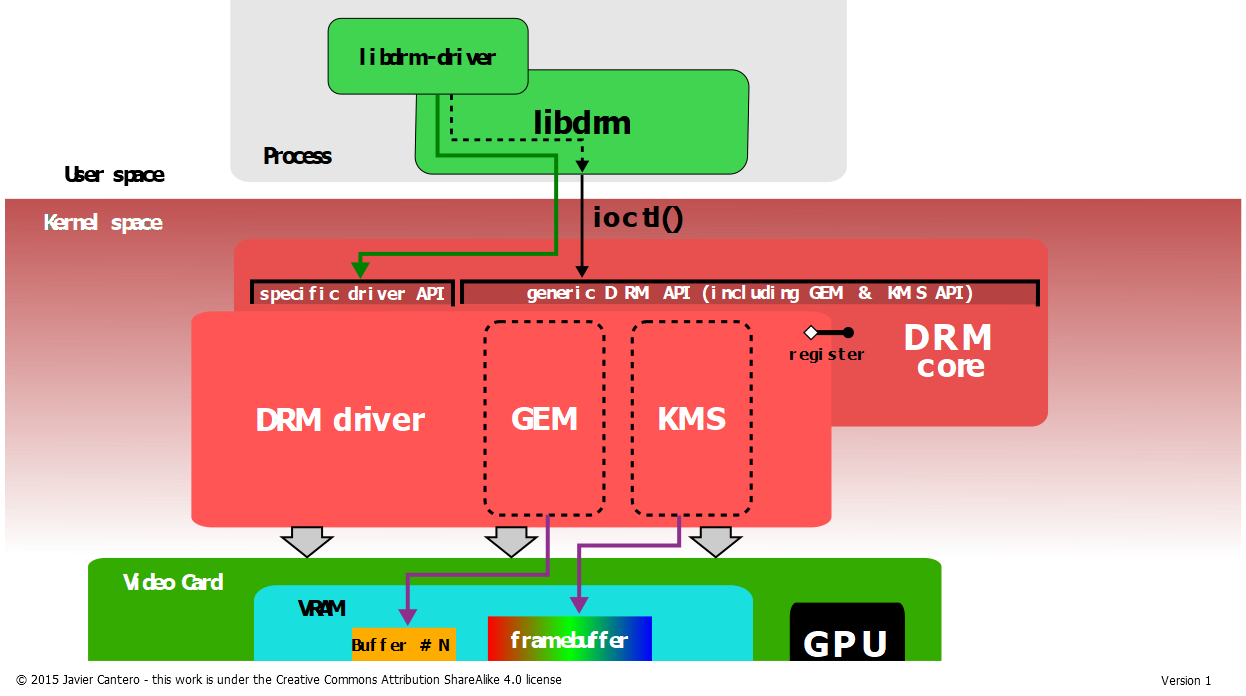 libdrm-driver
libdrm
Process
User space
Kernel space
ioctl()
specific driver API
generic DRM API (including GEM & KMS API)
register
DRM
core
DRM driver
GEM
KMS
Video Card
VRAM
Buffer #N
framebuffer
GPU
© 2015 Javier Cantero - this work is under the Creative Commons Attribution ShareAlike 4.0 license
Version 1